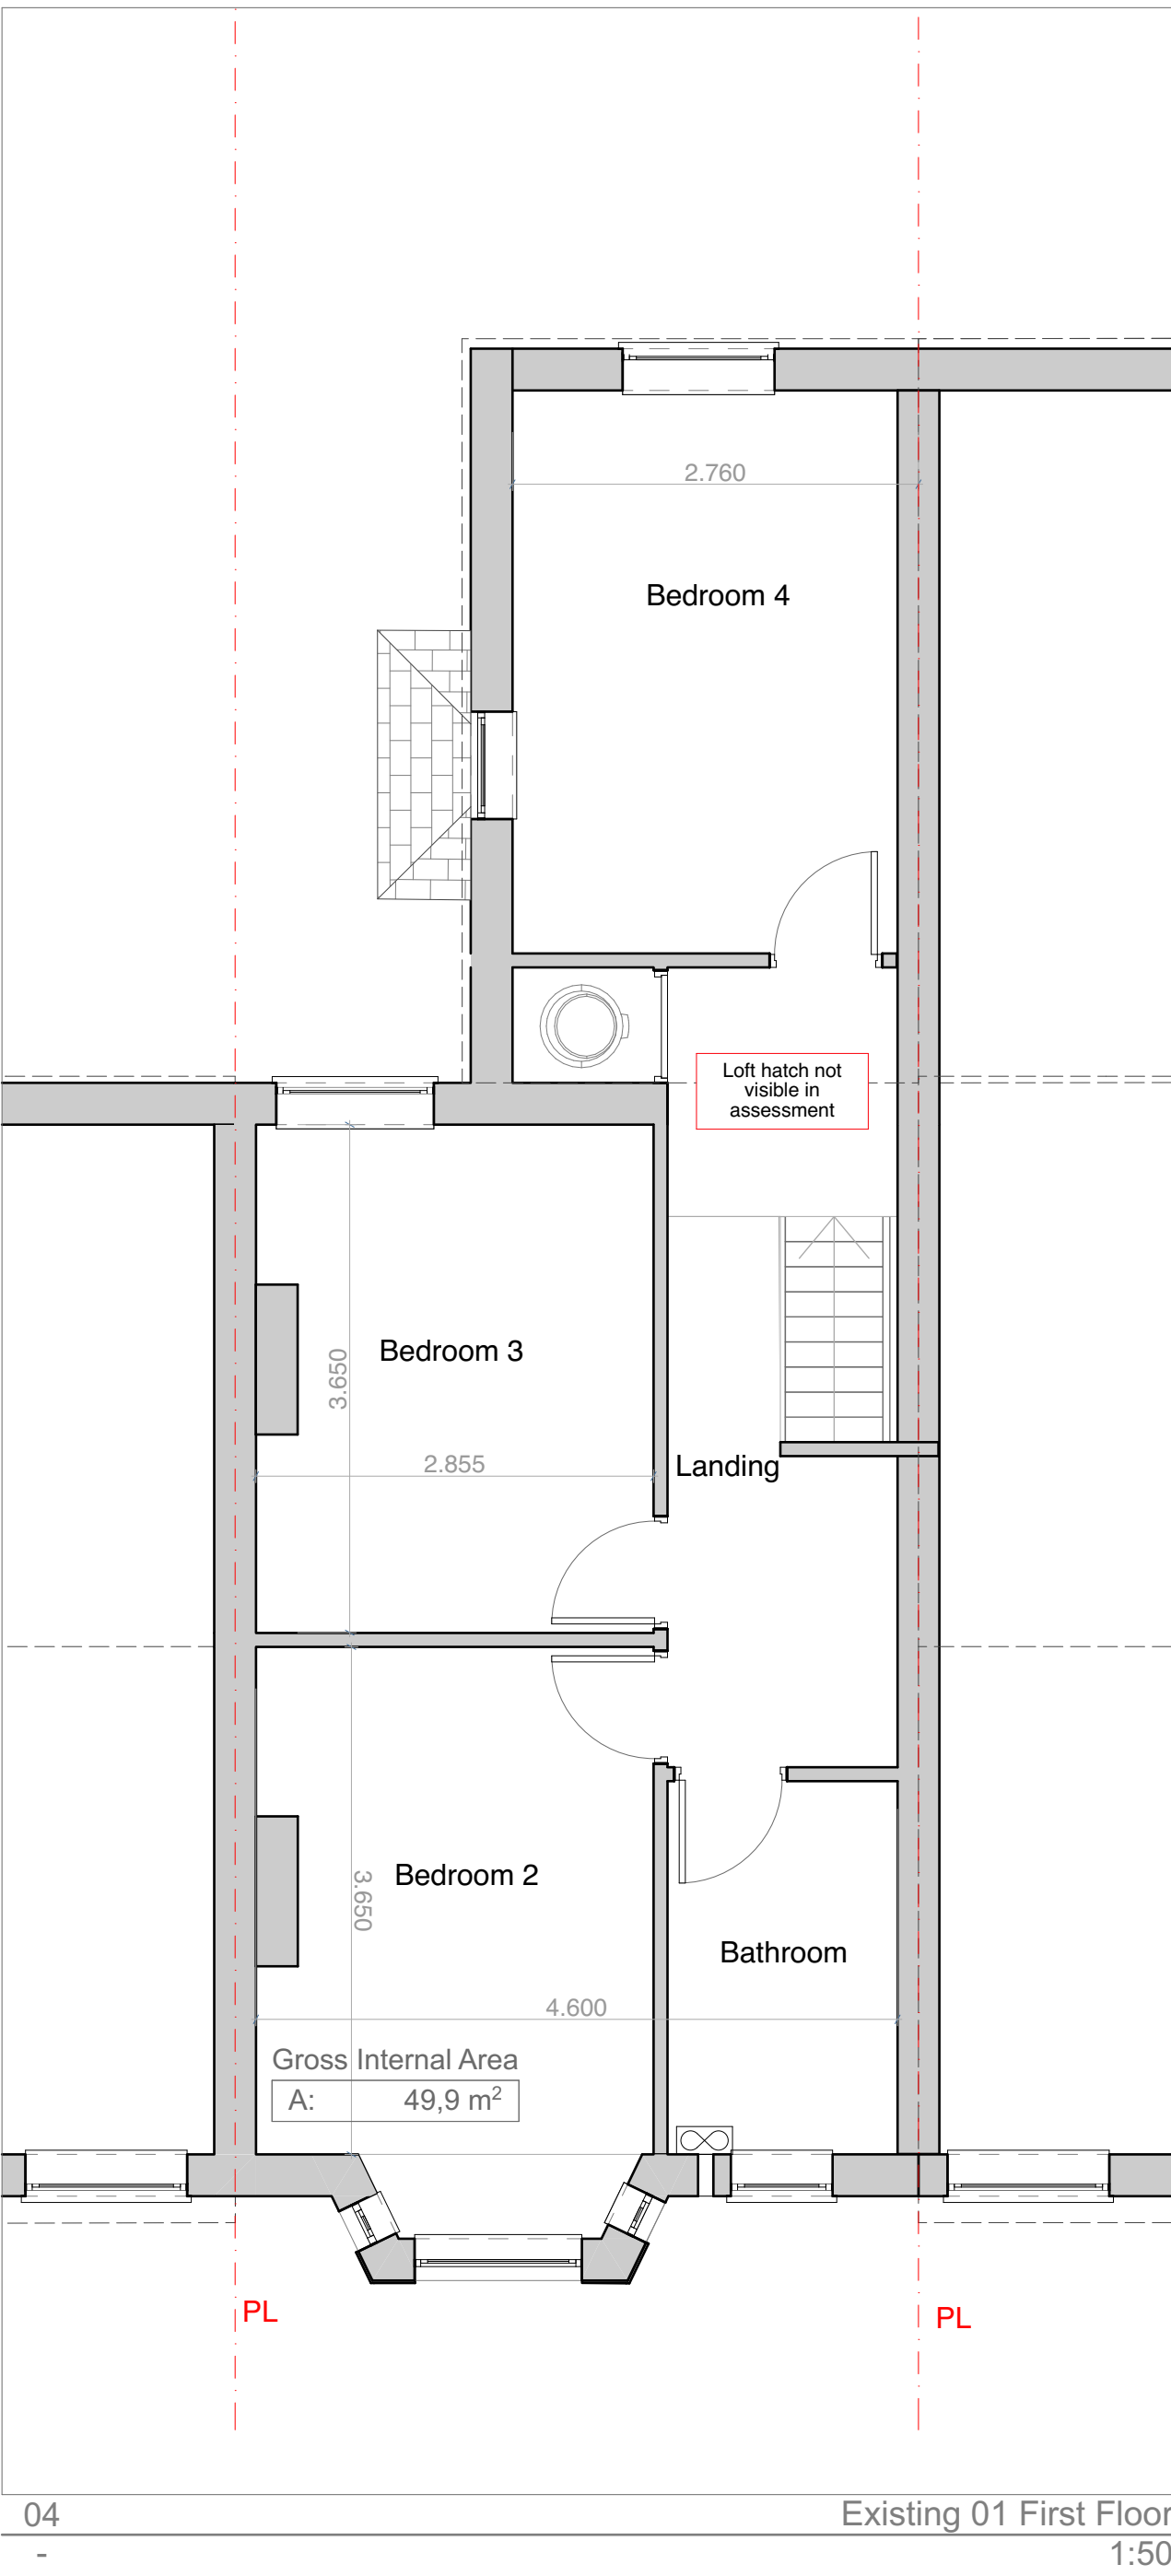 2.760
Bedroom 4
Loft hatch not
visible in
assessment
Bedroom 3
3.650
2.855
Landing
Bedroom 2
3.650
Bathroom
4.600
Gross Internal Area
A: 49,9 m²
PL
PL
04
Existing 01 First Floor
-
1:50